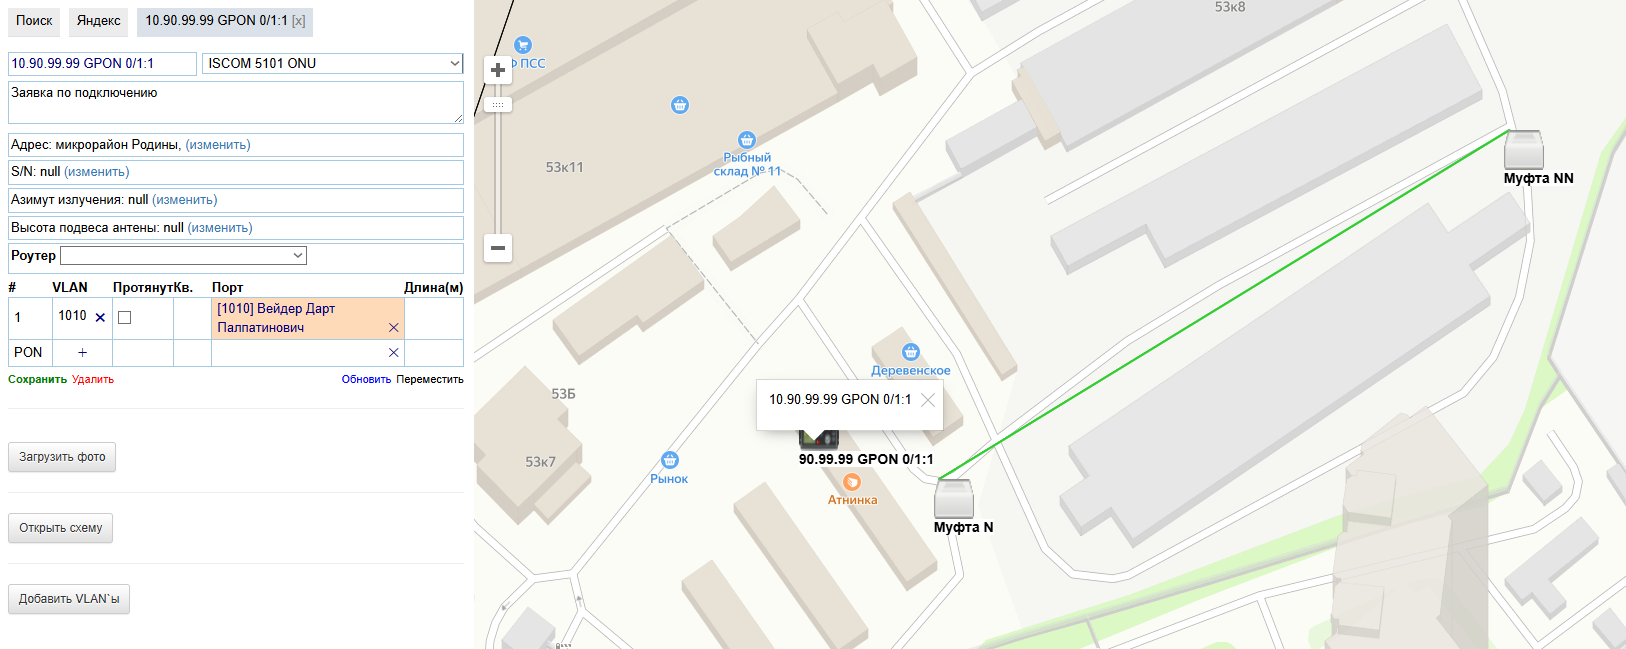 Поиск
Яндекс
10.90.99.99 GPON 0/1:1 [x]
10.90.99.99 GPON 0/1:1
ISCOM 5101 ONU
Заявка по подключению
Адрес: микрорайон Родины, (изменить)
S/N: null (изменить)
Азимут излучения: null (изменить)
Высота подвеса антены: null (изменить)
Роутер
# VLAN ПротянутКв. Порт Длина(м)
1 1010 × [1010] Вейдер Дарт
Палпатинович ×
PON + ×
Сохранить Удалить Обновить Переместить
Загрузить фото
Открыть схему
Добавить VLAN`ы
53к8
Ф ПСС
53к11
Рыбный
склад № 11
Муфта NN
Деревенское
53Б
10.90.99.99 GPON 0/1:1
90.99.99 GPON 0/1:1
53к7
Рынок
Атнинка
Муфта N